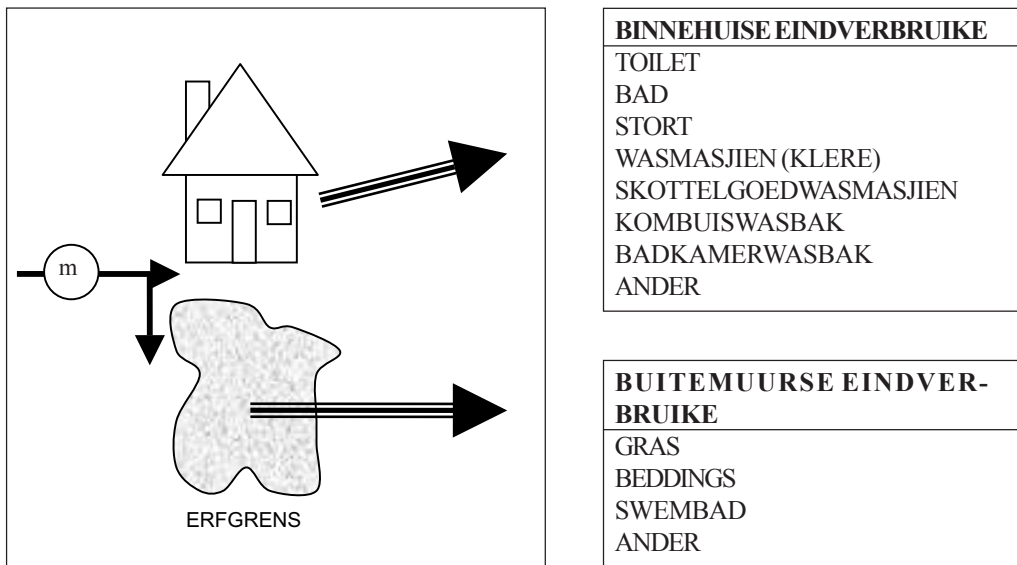 m
ERFGRENS
BINNEHUISE EINDVERBRUIKE
TOILET
BAD
STORT
WASMASJIEN (KLERE)
SKOTTELGOEDWASMASJIEN
KOMBUISWASBAK
BADKAMERWASBAK
ANDER
BUITEMUURSE EINDVER-
BRUIKE
GRAS
BEDDINGS
SWEMBAD
ANDER